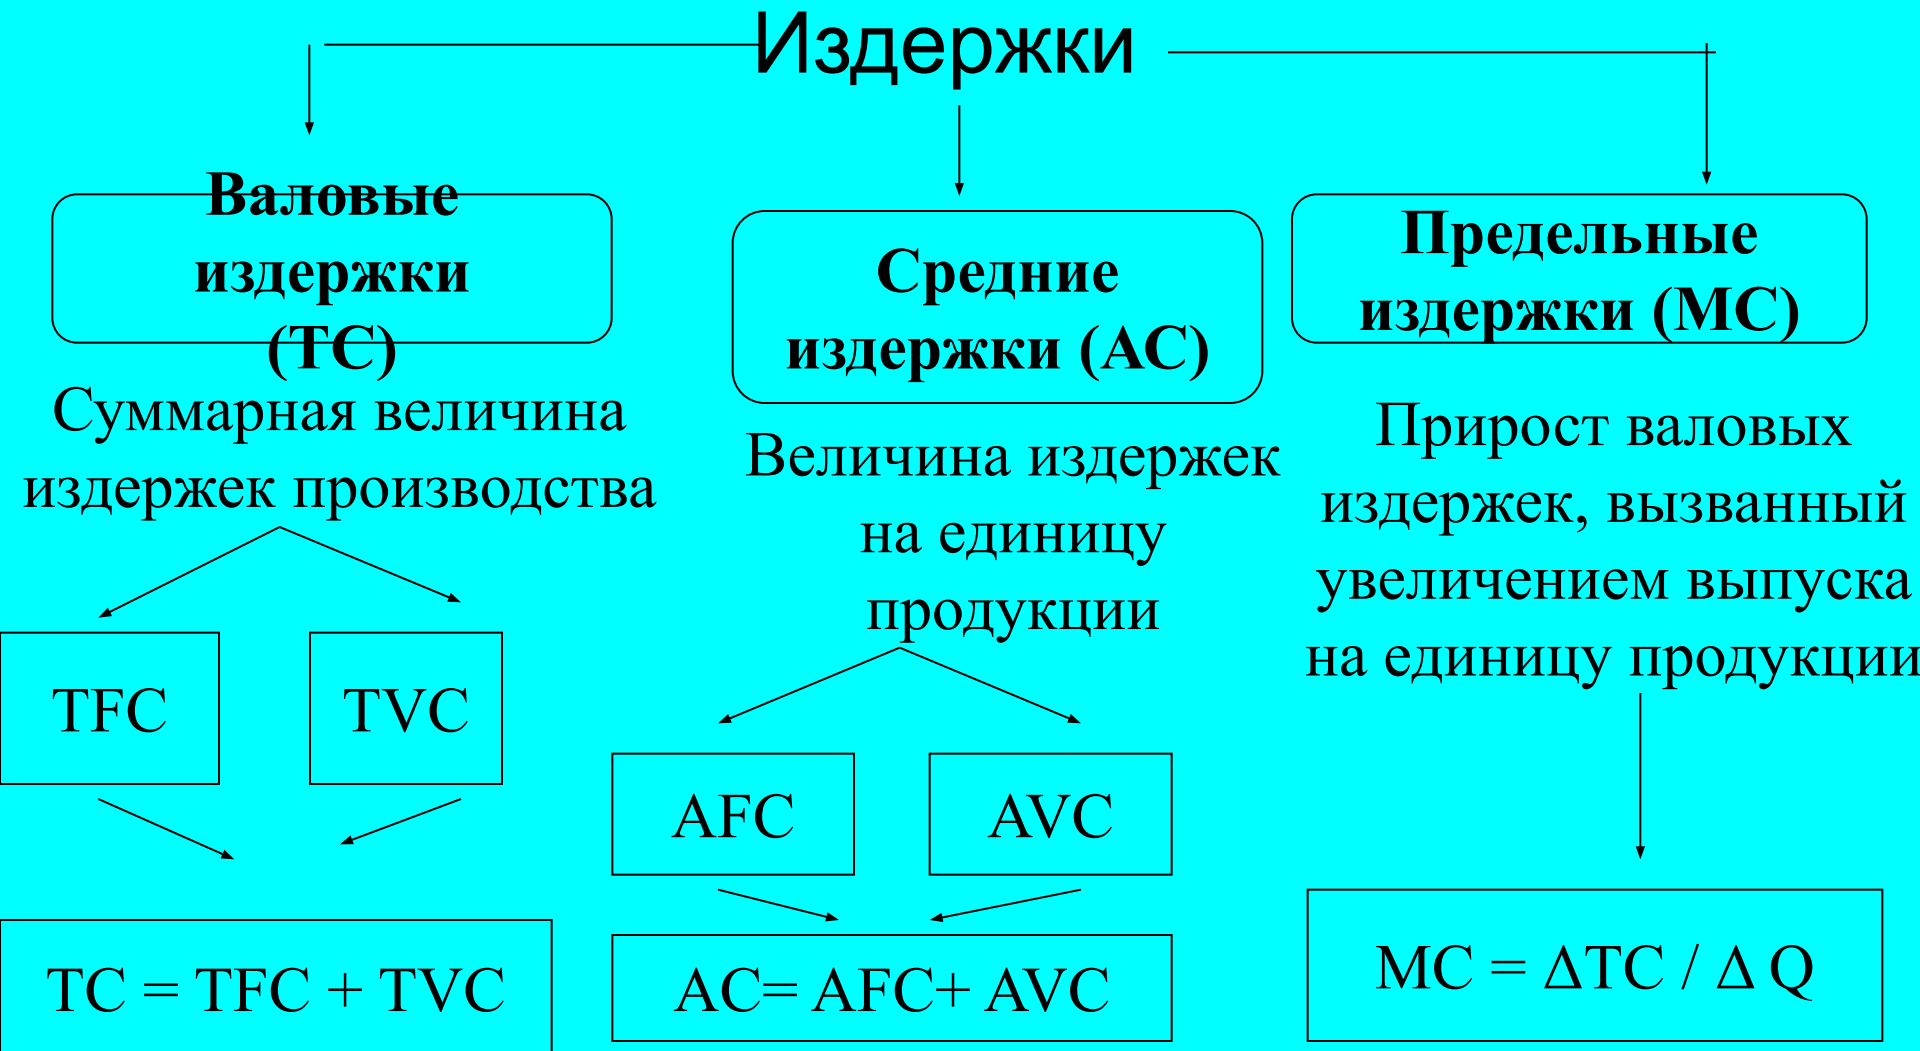 Издержки
Валовые
издержки
(TC)
Суммарная величина
издержек производства
TFC
TVC
TC = TFC + TVC
Средние
издержки (AC)
Величина издержек
на единицу
продукции
AFC
AVC
AC= AFC+ AVC
Предельные
издержки (MC)
Прирост валовых
издержек, вызванный
увеличением выпуска
на единицу продукции
MC = ΔTC / Δ Q